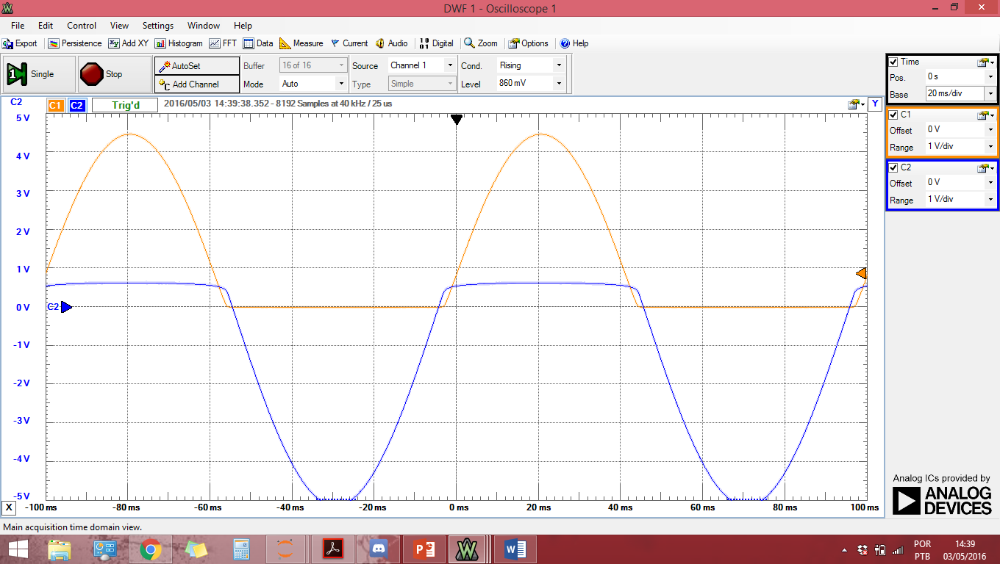 DWF 1 - Oscilloscope 1
File Edit Control View Settings Window Help
Export Persistence Add XY Histogram FFT Data Measure Current Audio Digital Zoom Options Help
Single Stop AutoSet Buffer 16 of 16 Source Channel 1 Cond. Rising
Add Channel Mode Auto Type Simple Level 860 mV
C2 C1 C2 Trig'd 2016/05/03 14:39:38.352 - 8192 Samples at 40 kHz / 25 us Y
5 V
4 V
3 V
2 V
1 V
0 V C2
-1 V
-2 V
-3 V
-4 V
-5 V
X -100 ms -80 ms -60 ms -40 ms -20 ms 0 ms 20 ms 40 ms 60 ms 80 ms 100 ms
Time
Pos. 0 s
Base 20 ms/div
C1
Offset 0 V
Range 1 V/div
C2
Offset 0 V
Range 1 V/div
Analog ICs provided by
ANALOG
DEVICES
Main acquisition time domain view.
POR 14:39
PTB 03/05/2016